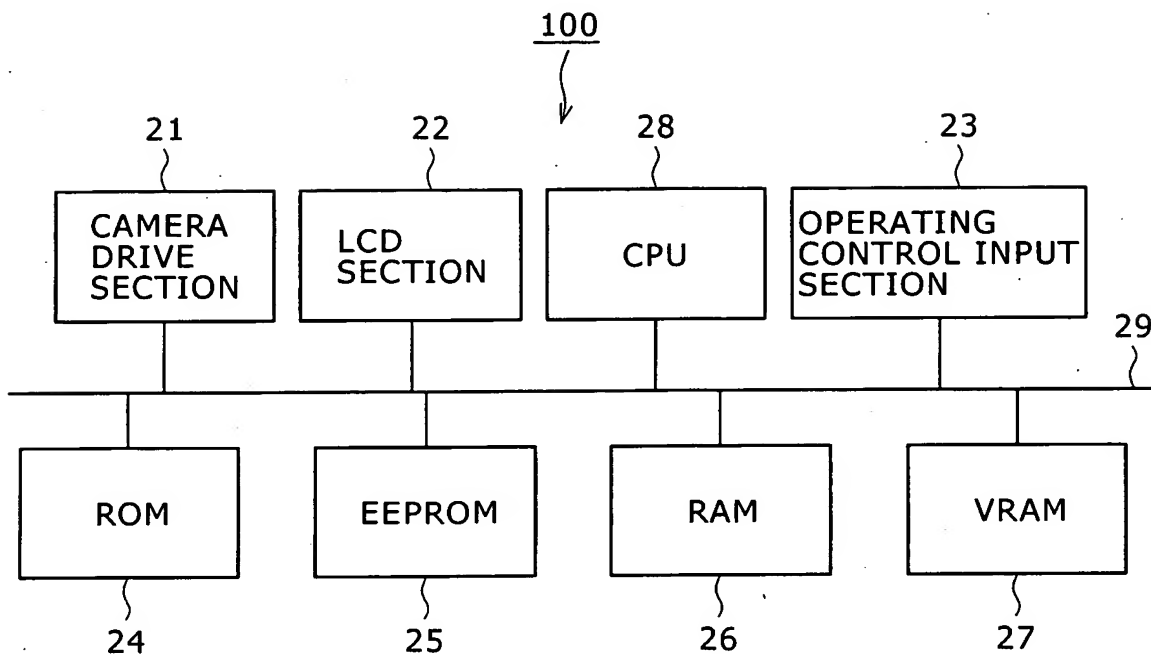 100
21
22
28
23
CAMERA
DRIVE
SECTION
LCD
SECTION
CPU
OPERATING
CONTROL INPUT
SECTION
29
ROM
EEPROM
RAM
VRAM
24
25
26
27